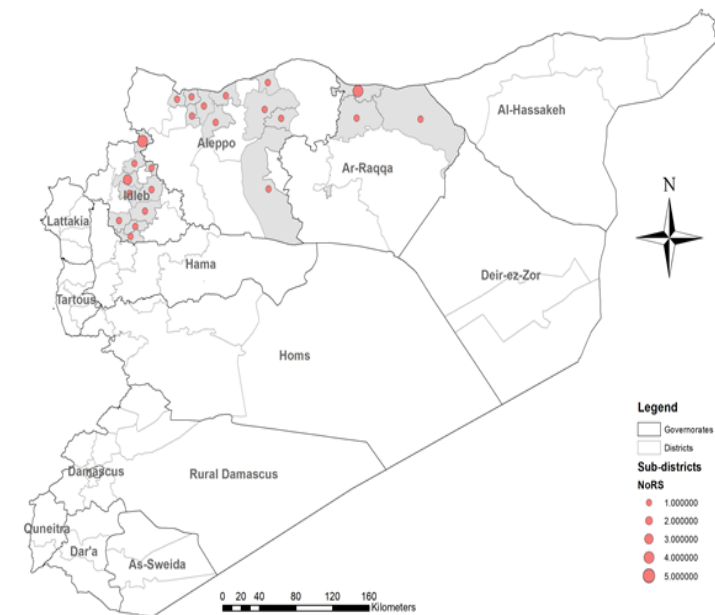 Al-Hassakeh
Aleppo
Ar-Raqqa
Idleb
N
Lattakia
Hama
Deir-ez-Zor
Tartous
Homs
Legend
Governorates
Districts
Sub-districts
NoRS
1.000000
2.000000
3.000000
4.000000
5.000000
Damascus
Rural Damascus
Quneitra
Dar'a
As-Sweida
0 20 40 80 120 160
Kilometers